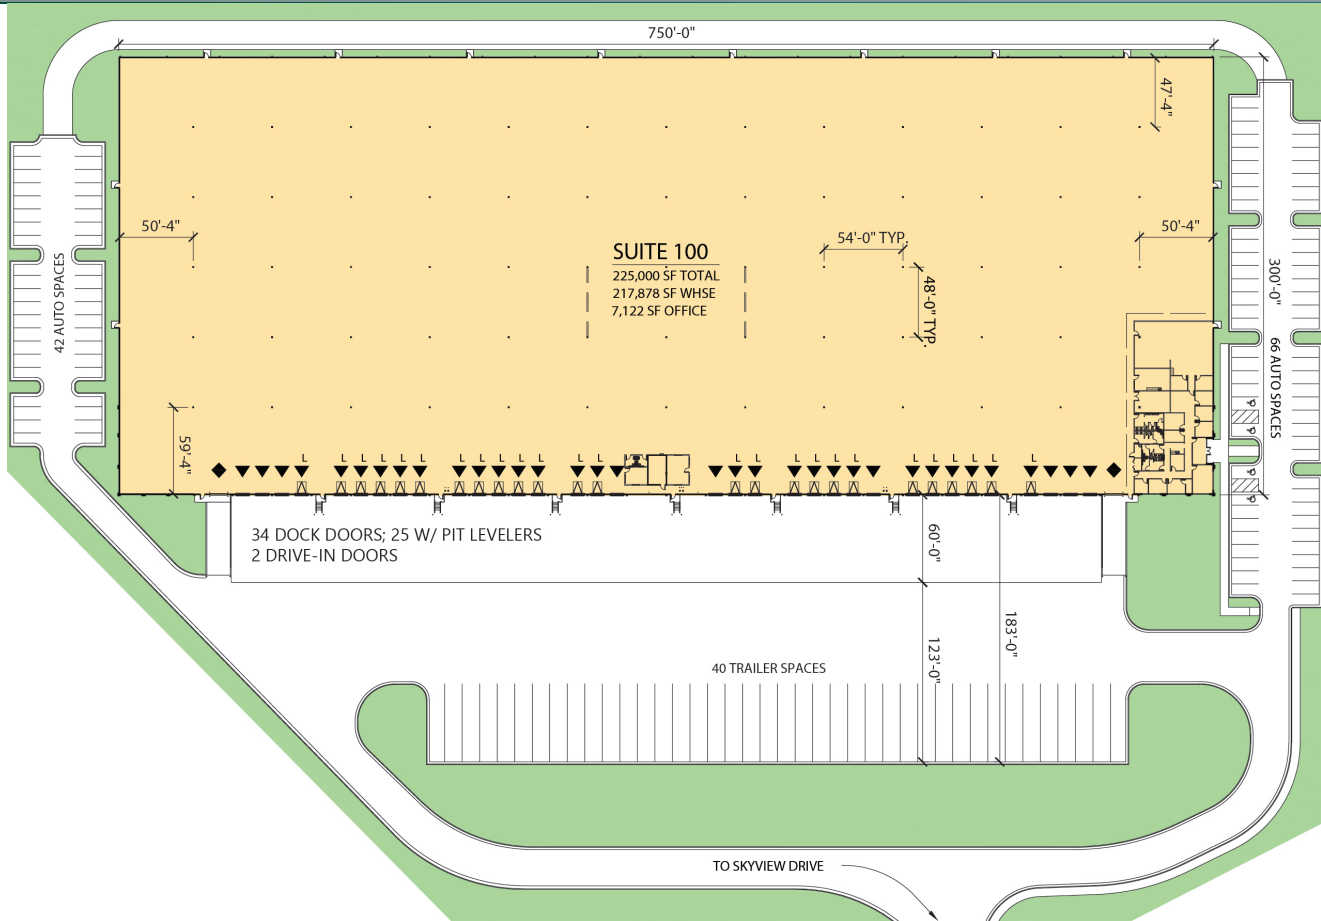 750'-0"
47'-4"
50'-4"
50'-4"
SUITE 100
225,000 SF TOTAL
217,878 SF WHSE
7,122 SF OFFICE
54'-0" TYP.
48'-0" TYP.
42 AUTO SPACES
300'-0"
66 AUTO SPACES
59'-4"
L L L L L L L L L L L L L L L L L L L L L L L L L
34 DOCK DOORS; 25 W/ PIT LEVELERS
2 DRIVE-IN DOORS
60'-0"
183'-0"
123'-0"
40 TRAILER SPACES
TO SKYVIEW DRIVE